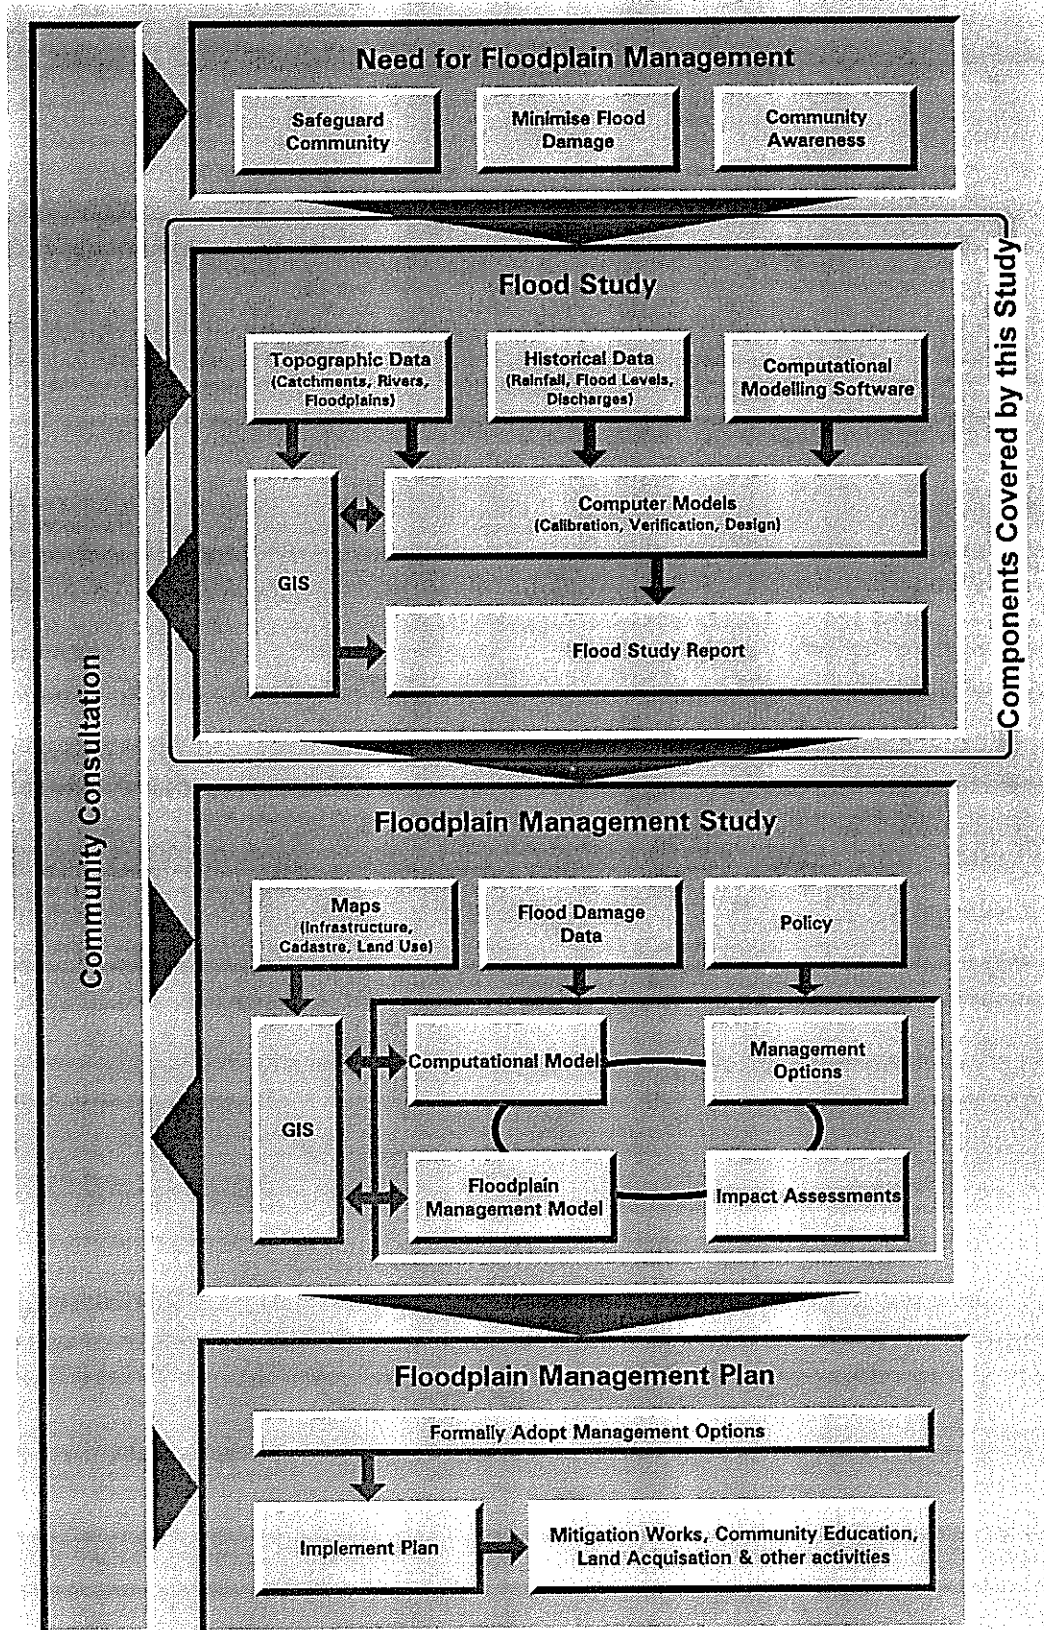 Need for Floodplain Management
Safeguard
Community
Minimise Flood
Damage
Community
Awareness
Flood Study
Topographic Data
(Catchments, Rivers,
Floodplains)
Historical Data
(Rainfall, Flood Levels,
Discharges)
Computational
Modelling Software
Computer Models
(Calibration, Verification, Design)
GIS
Flood Study Report
Components Covered by this Study
Community Consultation
Floodplain Management Study
Maps
(Infrastructure,
Cadastre, Land Use)
Flood Damage
Data
Policy
Computational Model
Management
Options
GIS
Floodplain
Management Model
Impact Assessments
Floodplain Management Plan
Formally Adopt Management Options
Implement Plan
Mitigation Works, Community Education,
Land Acquisation & other activities